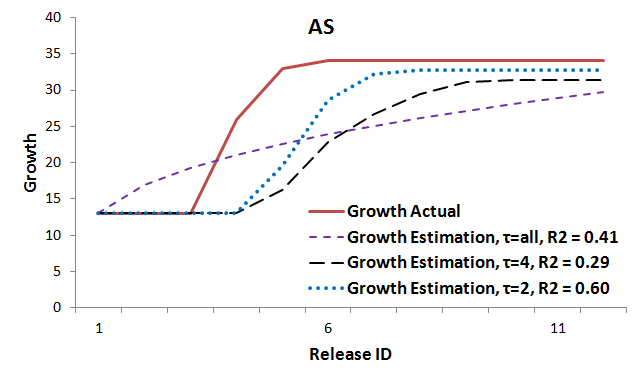 AS
40
35
30
25
20
15
10
5
0
Growth
Growth Actual
Growth Estimation, τ=all, R2 = 0.41
Growth Estimation, τ=4, R2 = 0.29
Growth Estimation, τ=2, R2 = 0.60
1 6 11
Release ID